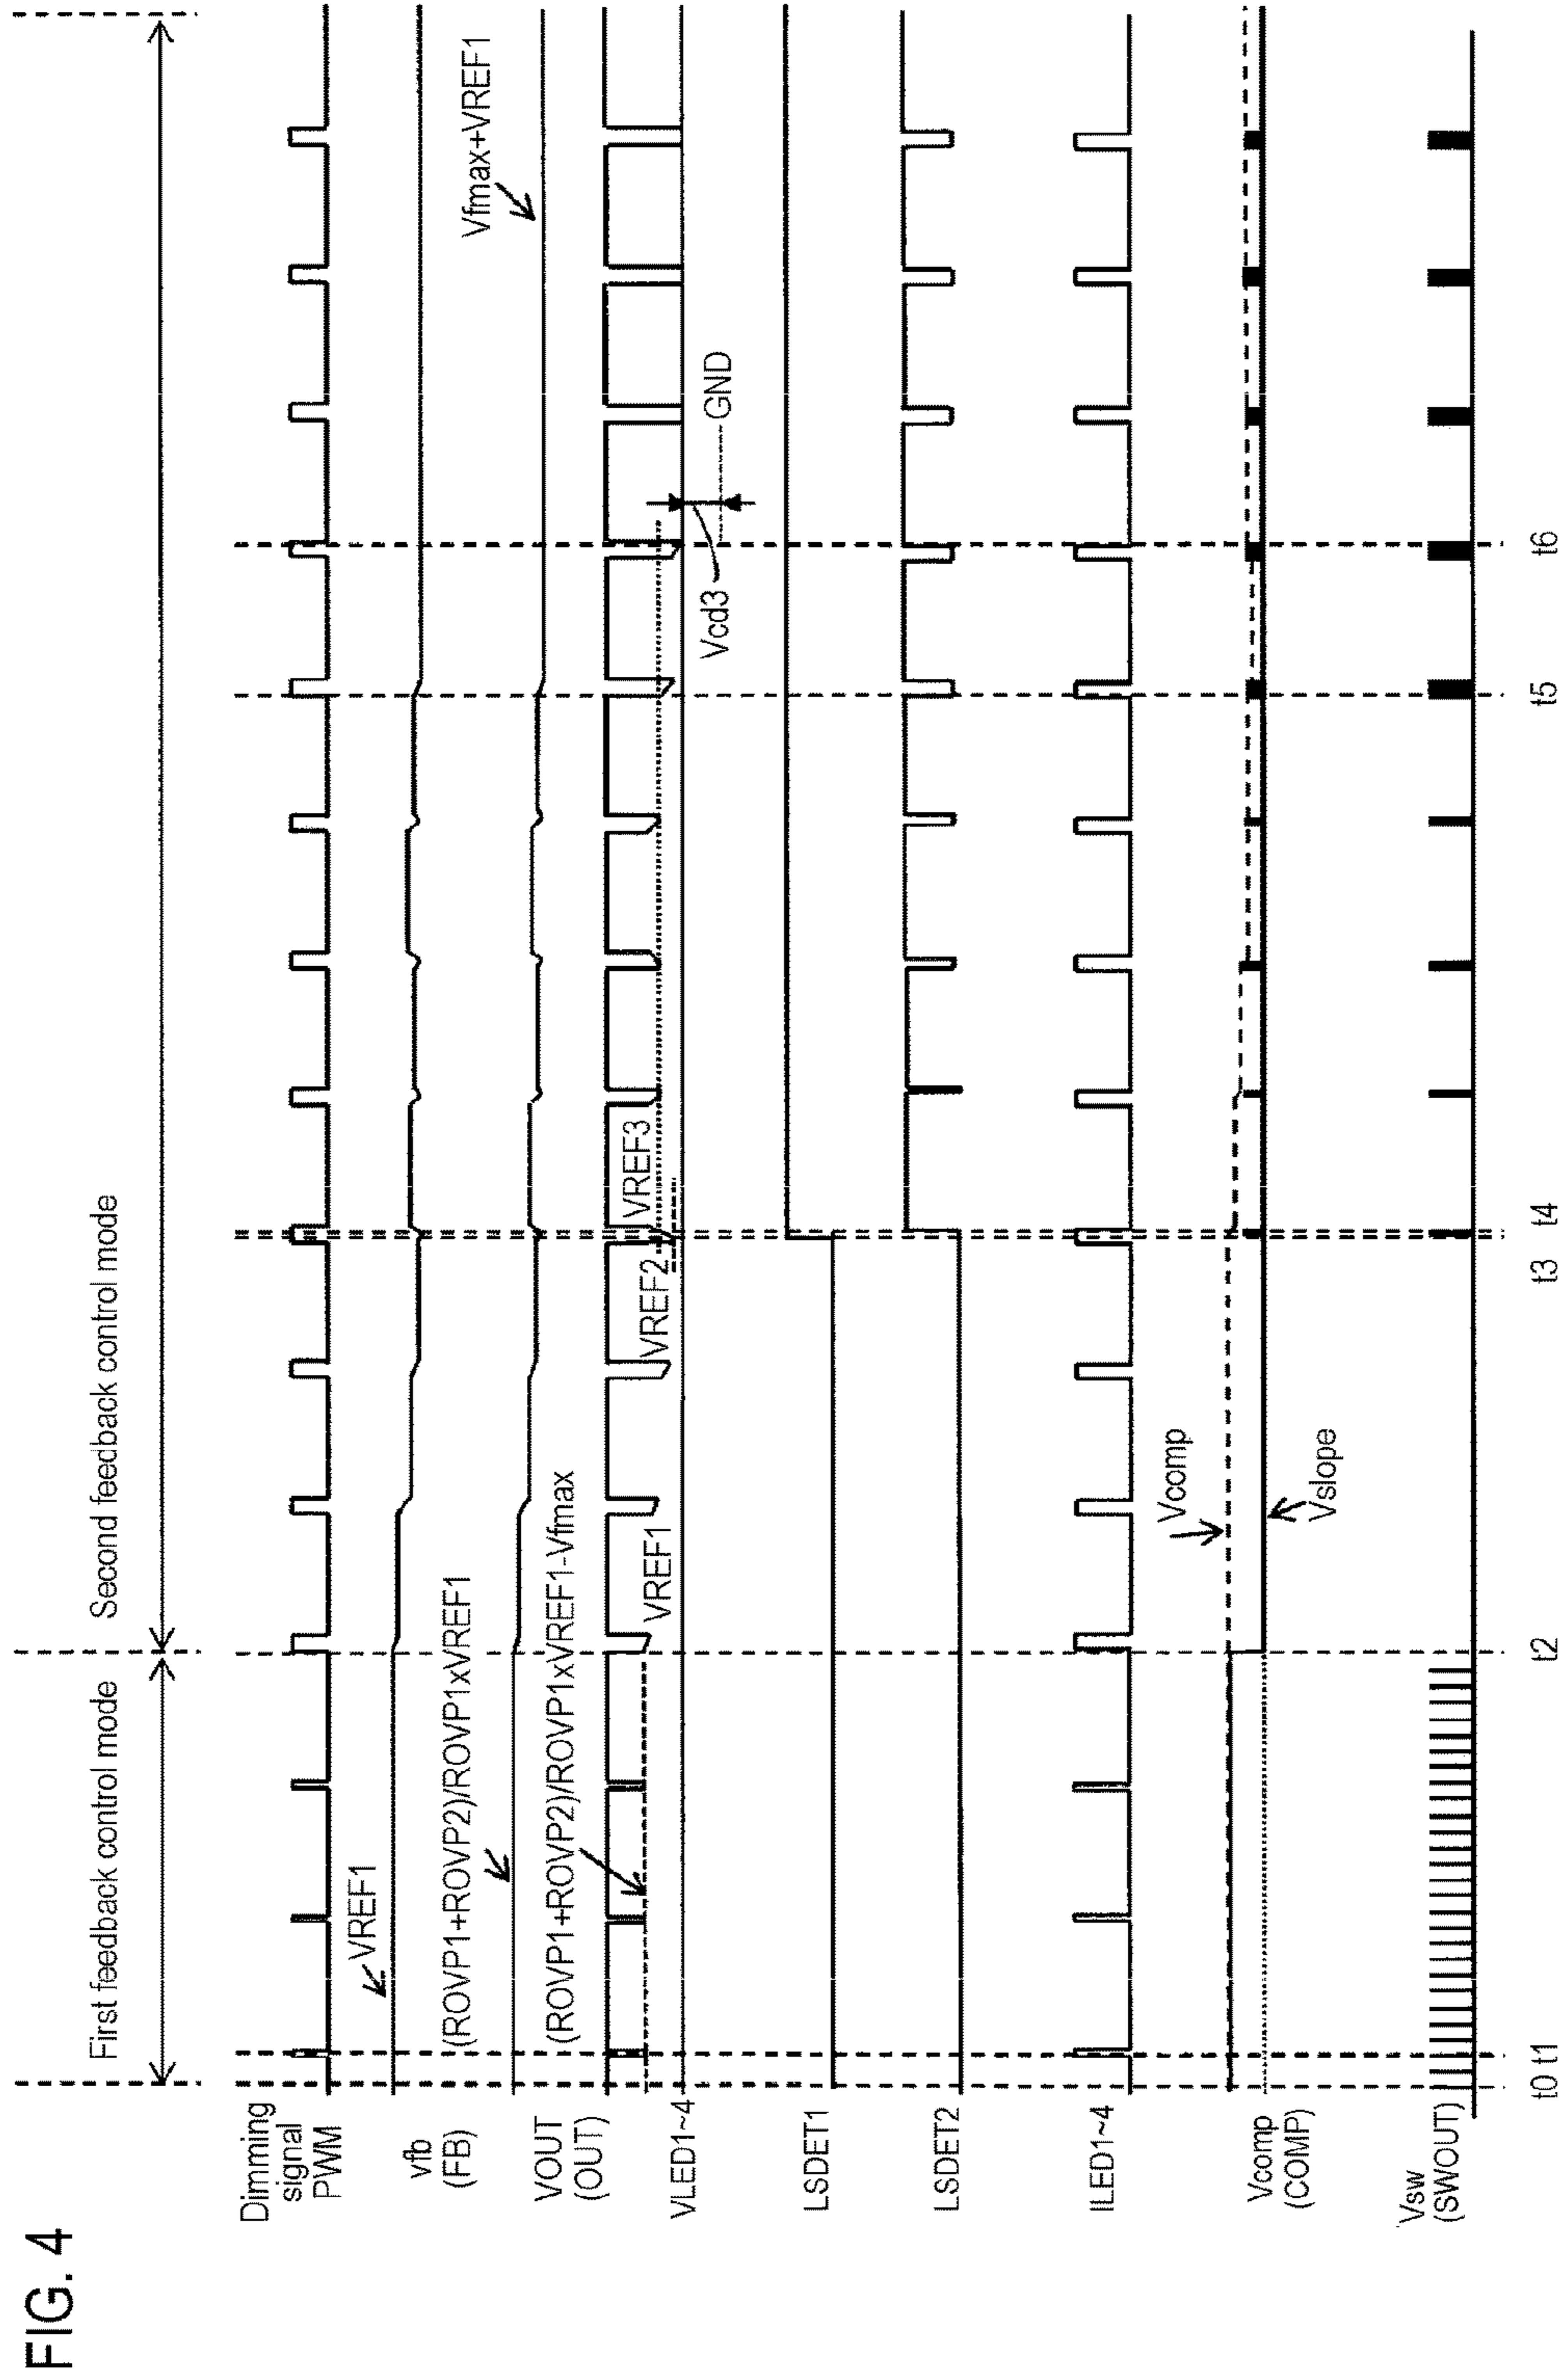 FIG. 4
First feedback control mode
Second feedback control mode
Dimming
signal
PWM
vfb
(FB)
VREF1
VOUT
(OUT)
(ROVP1+ROVP2)/ROVP1xVREF1
Vfmax+VREF1
VLED1~4
(ROVP1+ROVP2)/ROVP1xVREF1-Vfmax
VREF1
VREF2
VREF3
Vcd3
GND
LSDET1
LSDET2
ILED1~4
Vcomp
(COMP)
Vcomp
Vslope
Vsw
(SWOUT)
t0 t1
t2
t3
t4
t5
t6